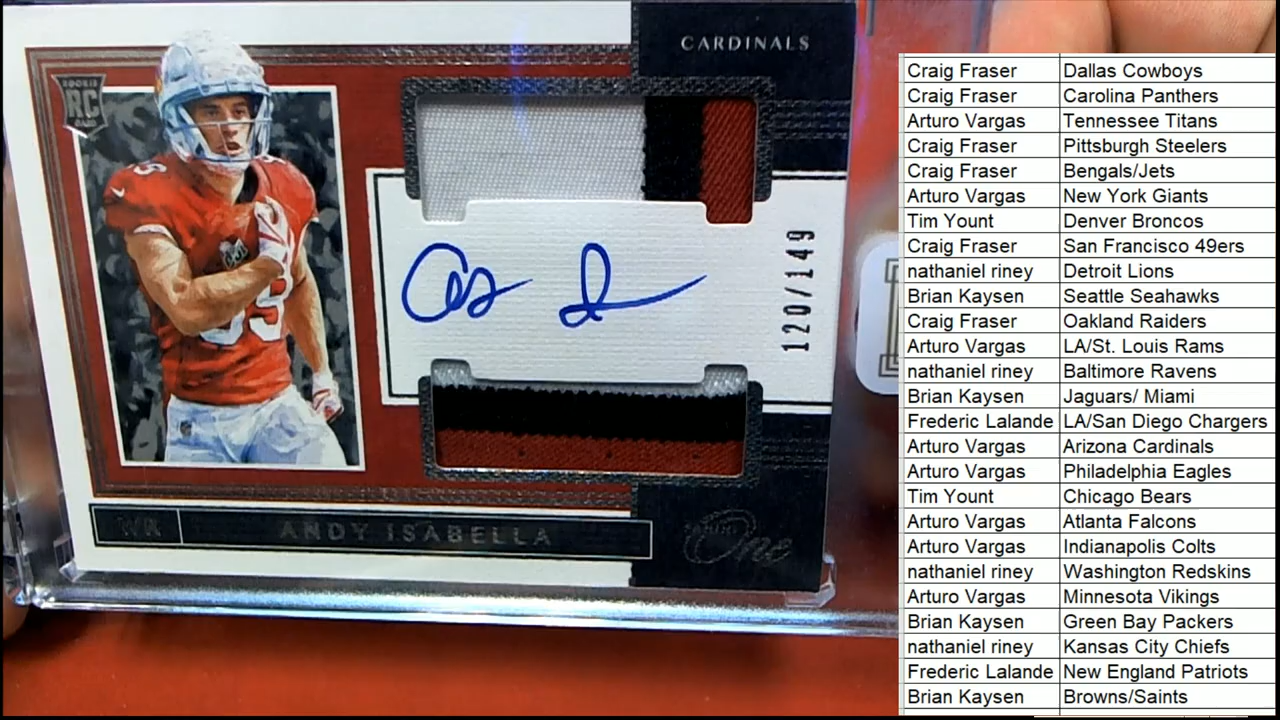 CARDINALS
ROOKIE
RC
120/149
WR ANDY ISABELLA
One
Craig Fraser Dallas Cowboys
Craig Fraser Carolina Panthers
Arturo Vargas Tennessee Titans
Craig Fraser Pittsburgh Steelers
Craig Fraser Bengals/Jets
Arturo Vargas New York Giants
Tim Yount Denver Broncos
Craig Fraser San Francisco 49ers
nathaniel riney Detroit Lions
Brian Kaysen Seattle Seahawks
Craig Fraser Oakland Raiders
Arturo Vargas LA/St. Louis Rams
nathaniel riney Baltimore Ravens
Brian Kaysen Jaguars/ Miami
Frederic Lalande LA/San Diego Chargers
Arturo Vargas Arizona Cardinals
Arturo Vargas Philadelphia Eagles
Tim Yount Chicago Bears
Arturo Vargas Atlanta Falcons
Arturo Vargas Indianapolis Colts
nathaniel riney Washington Redskins
Arturo Vargas Minnesota Vikings
Brian Kaysen Green Bay Packers
nathaniel riney Kansas City Chiefs
Frederic Lalande New England Patriots
Brian Kaysen Browns/Saints